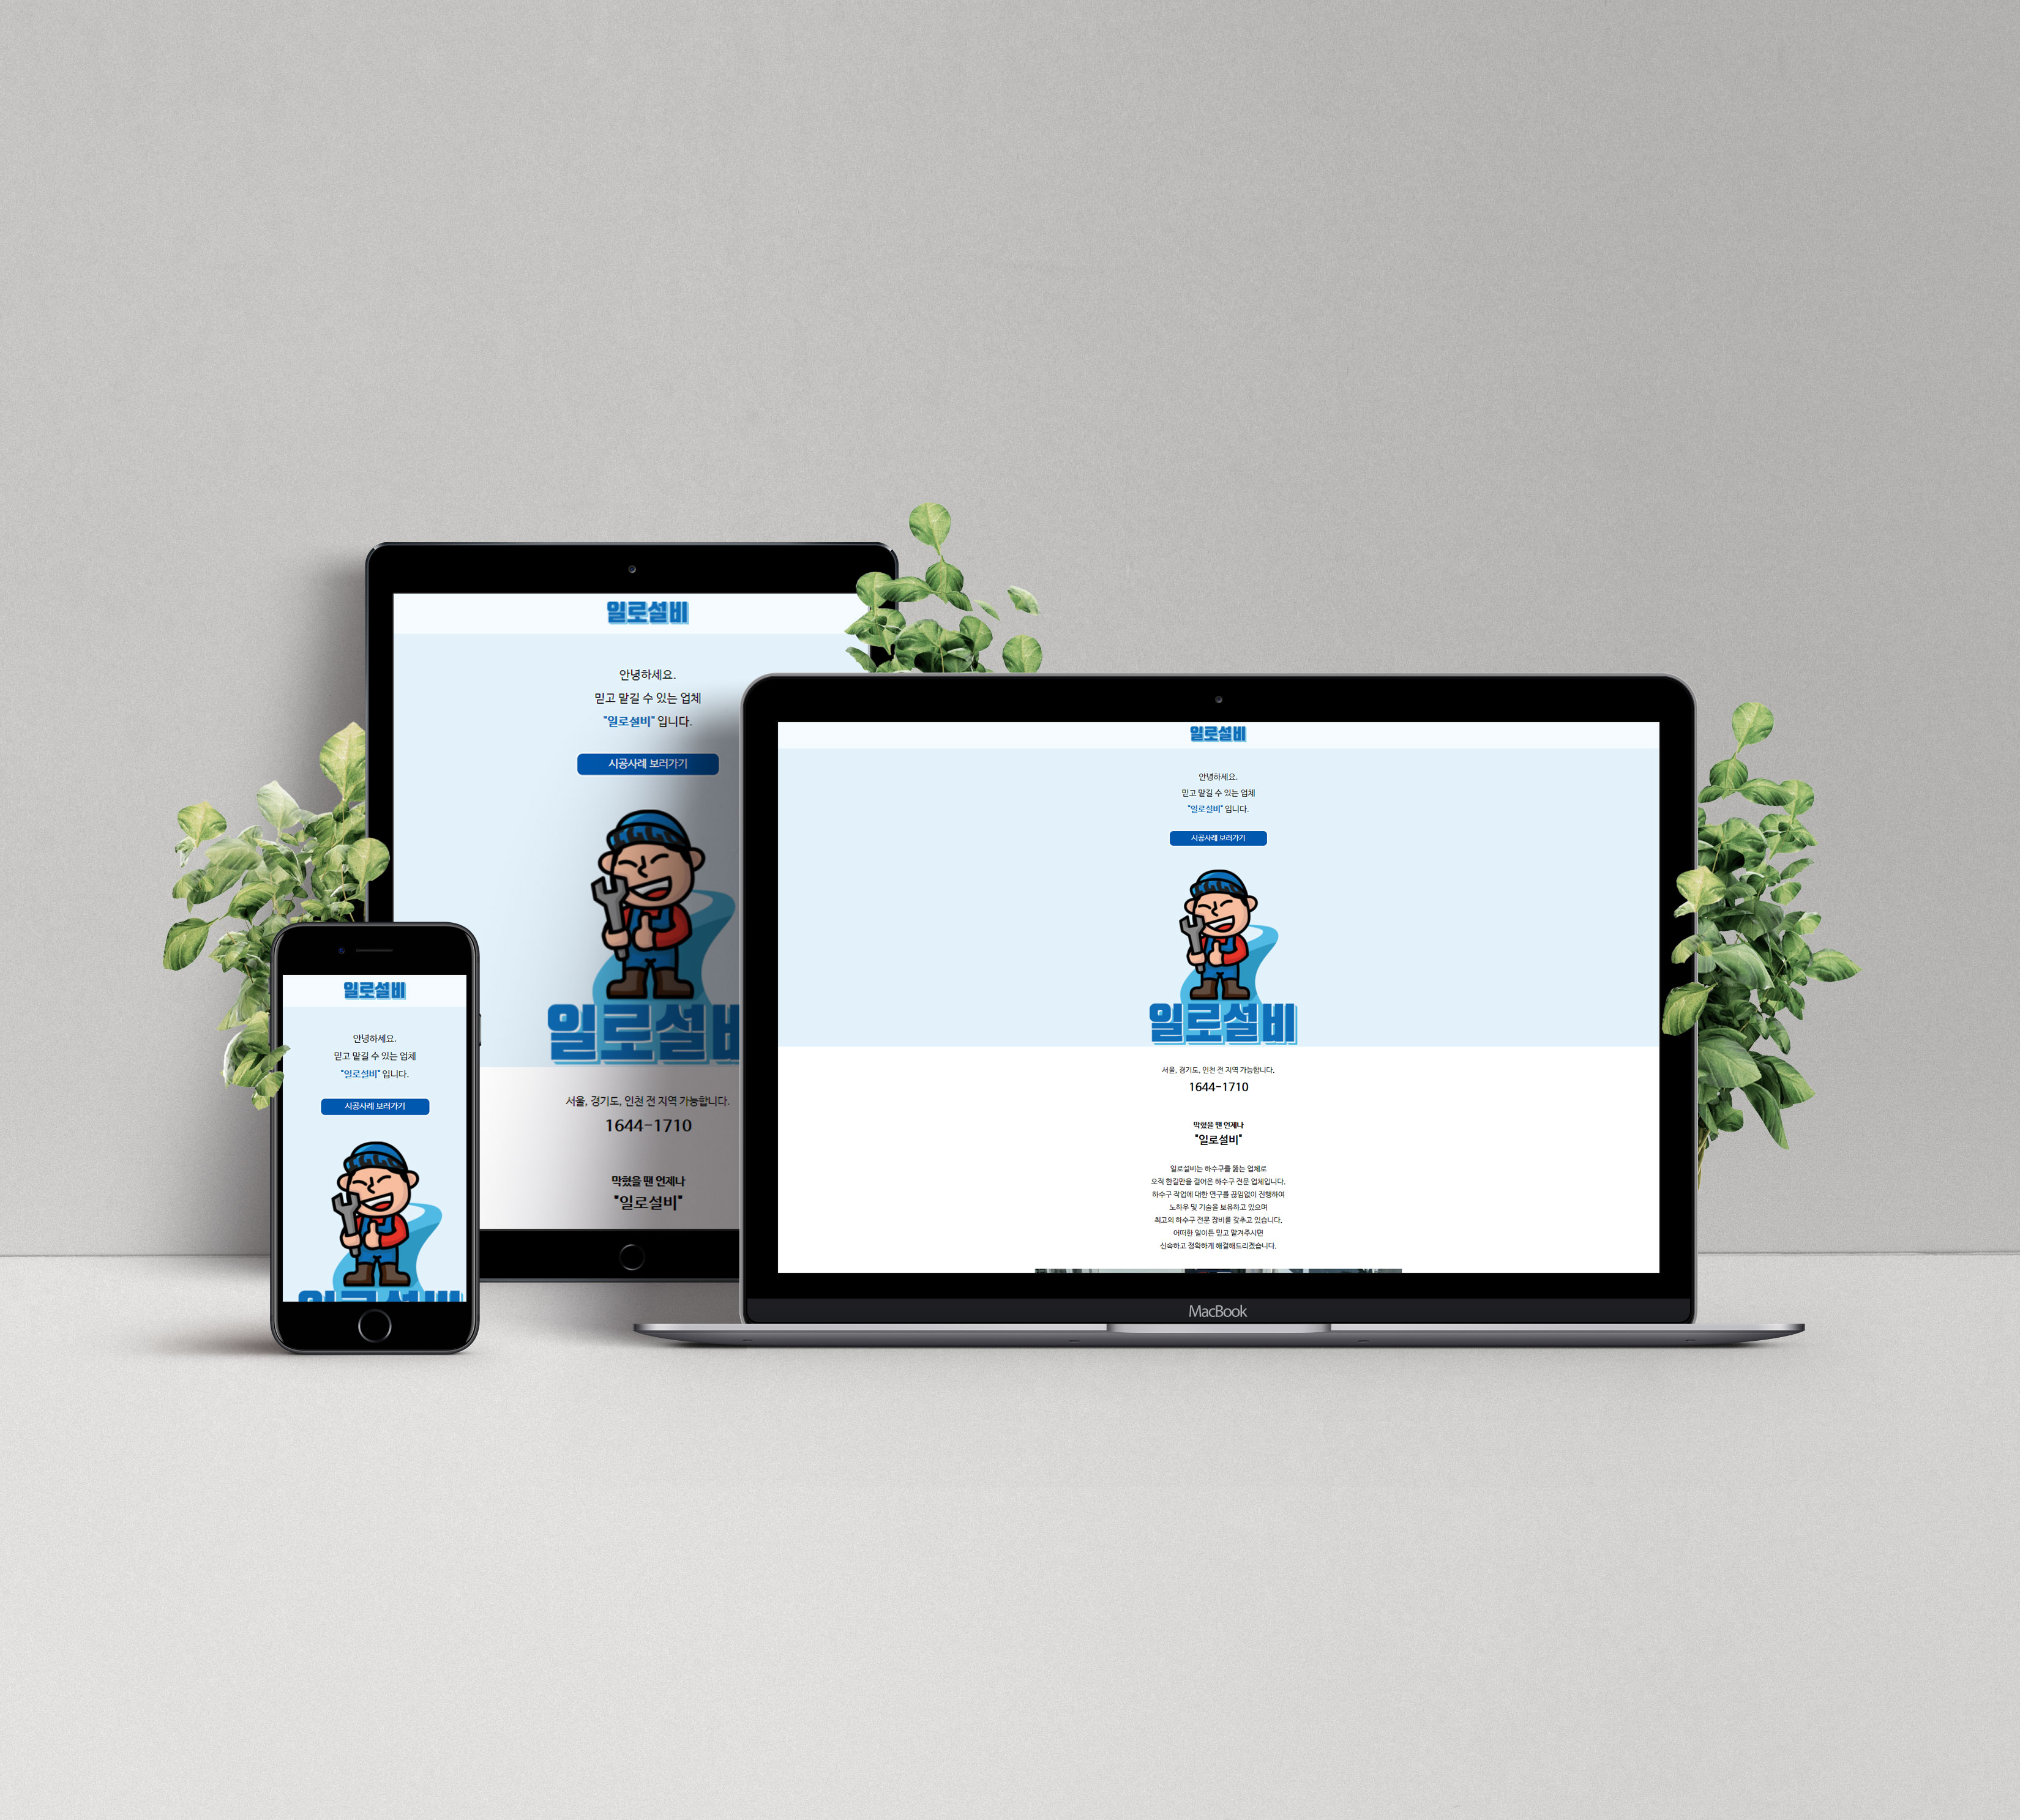 일로설비
안녕하세요.
믿고 맡길 수 있는 업체
"일로설비" 입니다.
시공사례 보러가기
일로설비
서울, 경기도, 인천 전 지역 가능합니다.
1644-1710
막혔을 땐 언제나
"일로설비"
일로설비
안녕하세요.
믿고 맡길 수 있는 업체
"일로설비" 입니다.
시공사례 보러가기
일로설비
일로설비
안녕하세요.
믿고 맡길 수 있는 업체
"일로설비" 입니다.
시공사례 보러가기
일로설비
서울, 경기도, 인천 전 지역 가능합니다.
1644-1710
막혔을 땐 언제나
"일로설비"
일로설비는 하수구를 뚫는 업체로
오직 한길만을 걸어온 하수구 전문 업체입니다.
하수구 작업에 대한 연구를 끊임없이 진행하며
노하우 및 기술을 보유하고 있으며
최고의 하수구 전문 장비를 갖추고 있습니다.
어떠한 일이든 믿고 맡겨주시면
신속하고 정확하게 해결해드리겠습니다.
MacBook